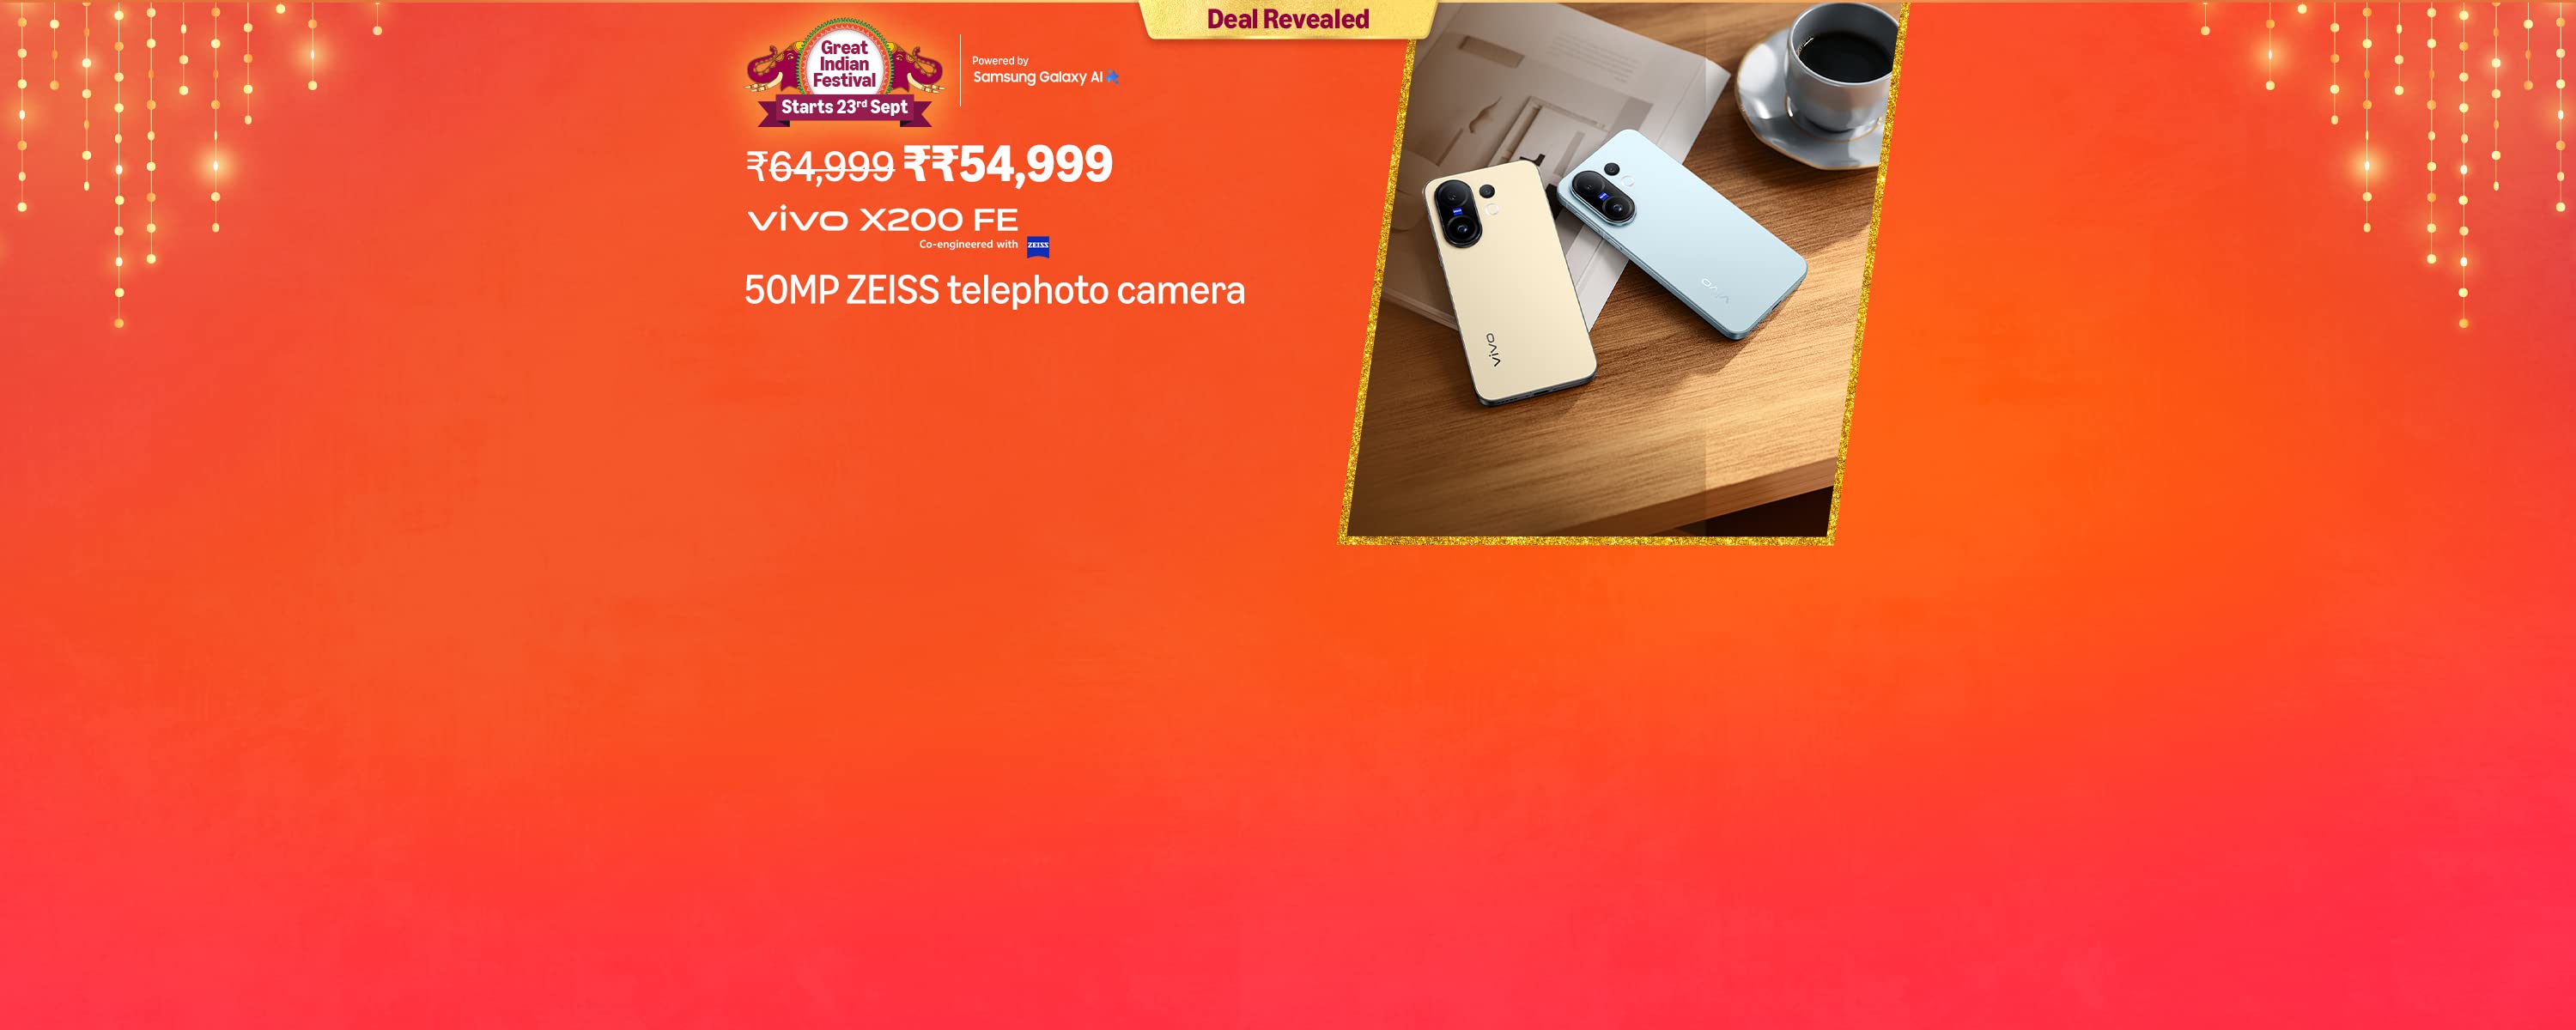 Deal Revealed
Great
Indian
Festival
Starts 23rd Sept
Powered by
Samsung Galaxy AI
₹64,999 ₹₹54,999
vivo X200 FE
Co-engineered with ZEISS
50MP ZEISS telephoto camera
vivo
vivo